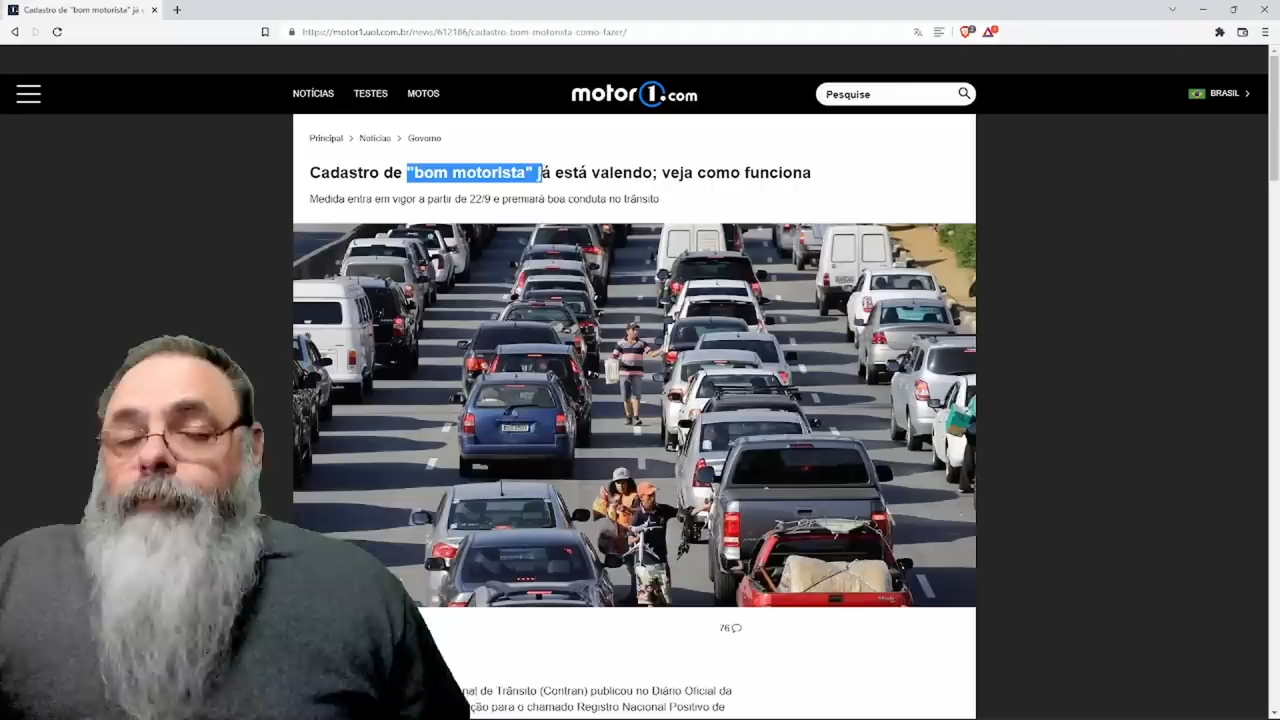 Cadastro de "bom motorista" já
https://motor1.uol.com.br/news/612186/cadastro-bom-motorista-como-fazer/
NOTÍCIAS TESTES MOTOS
motor1.com
Pesquise
BRASIL
Principal > Notícias > Governo
Cadastro de "bom motorista" já está valendo; veja como funciona
Medida entra em vigor a partir de 22/9 e premiará boa conduta no trânsito
76
nal de Trânsito (Contran) publicou no Diário Oficial da
ção para o chamado Registro Nacional Positivo de